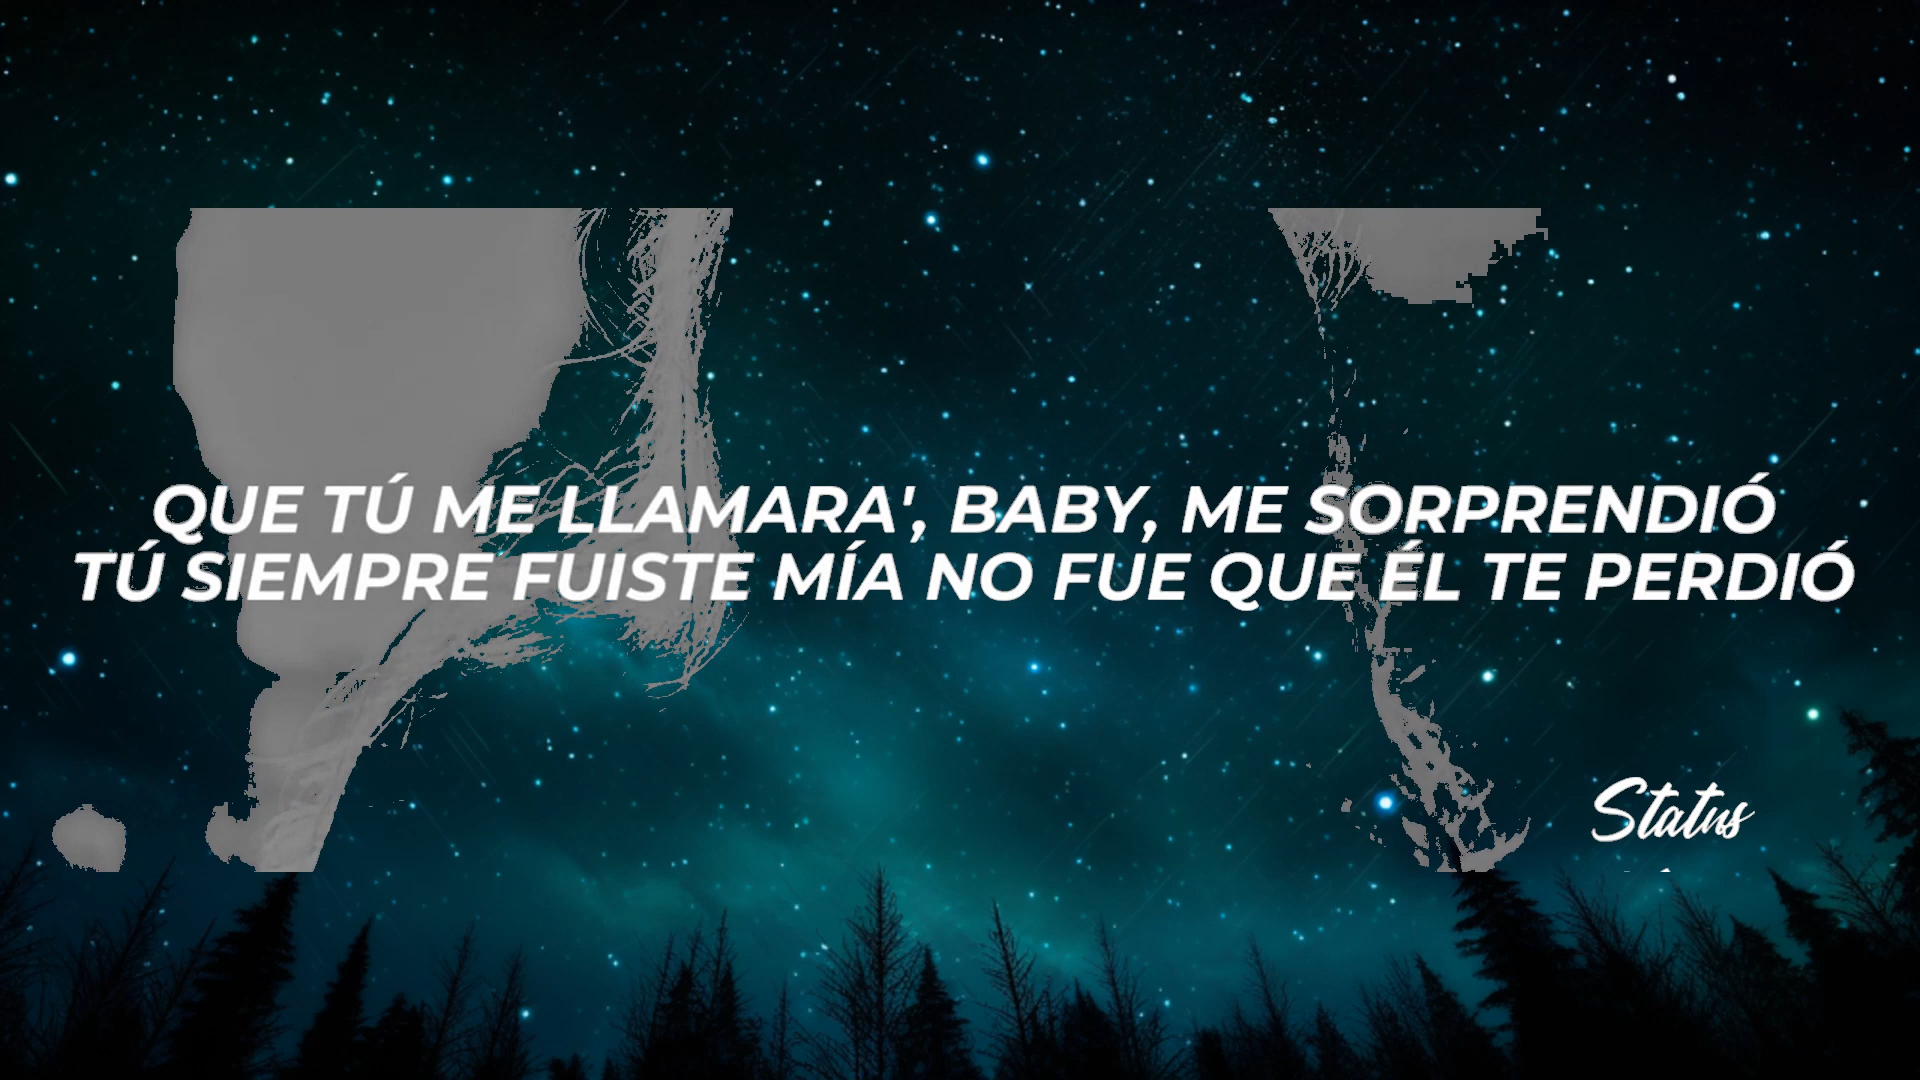 QUE TÚ ME LLAMARA', BABY, ME SORPRENDIÓ
TÚ SIEMPRE FUISTE MÍA NO FUE QUE ÉL TE PERDIÓ
Status